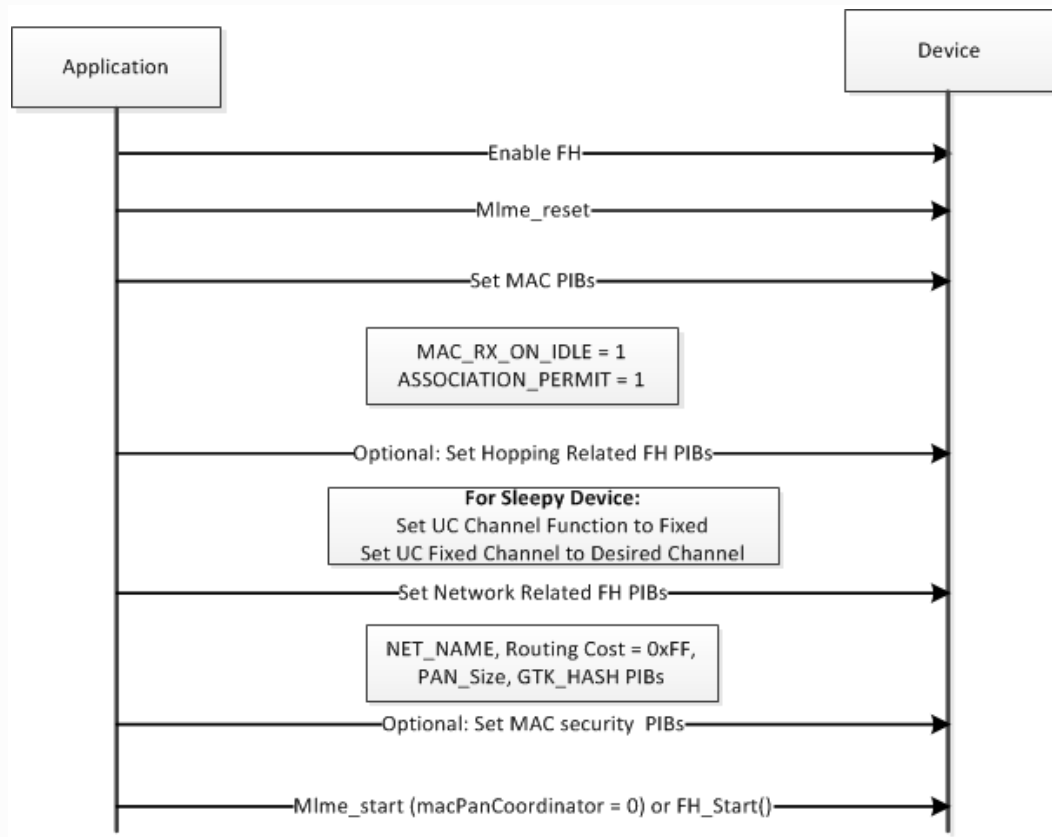 Application
Device
Enable FH
Mlme_reset
Set MAC PIBs
MAC_RX_ON_IDLE = 1
ASSOCIATION_PERMIT = 1
Optional: Set Hopping Related FH PIBs
For Sleepy Device:
Set UC Channel Function to Fixed
Set UC Fixed Channel to Desired Channel
Set Network Related FH PIBs
NET_NAME, Routing Cost = 0xFF,
PAN_Size, GTK_HASH PIBs
Optional: Set MAC security  PIBs
Mlme_start (macPanCoordinator = 0) or FH_Start()